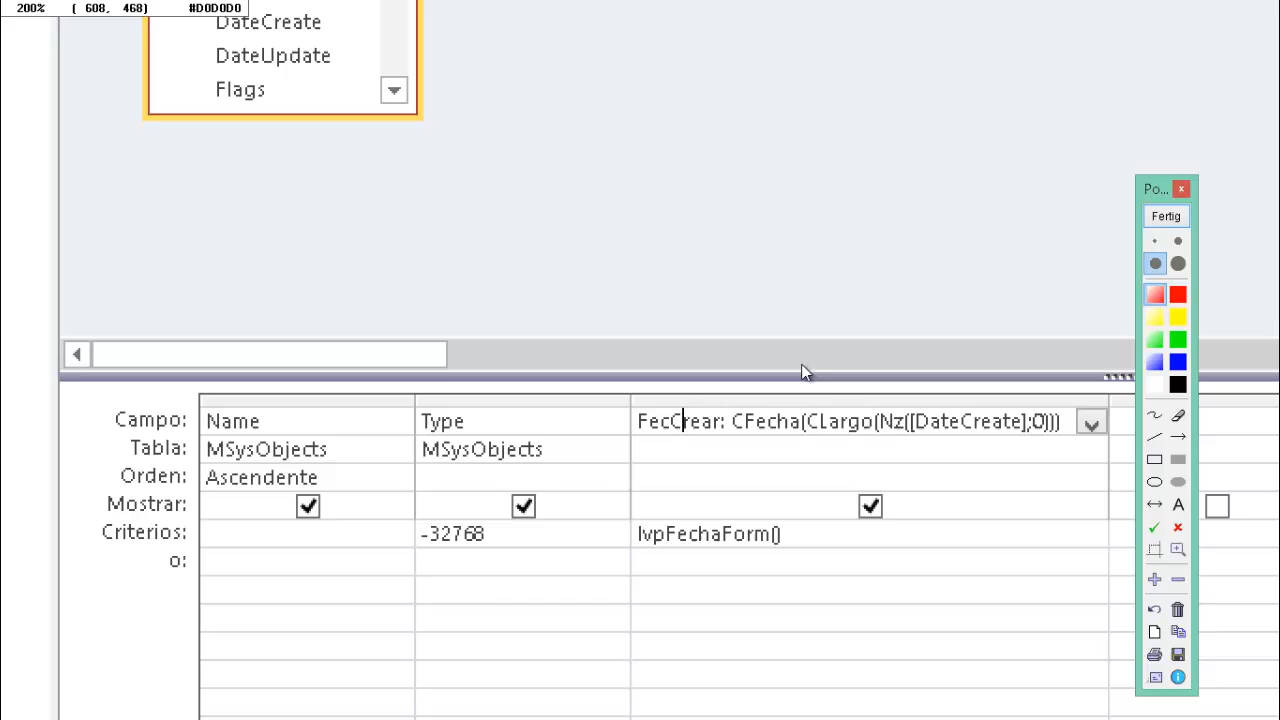 200% ( 608, 468) #D0D0D0
DateCreate
DateUpdate
Flags
Po...
Fertig
A
Campo: Name Type FecCrear: CFecha(CLargo(Nz([DateCreate];0)))
Tabla: MSysObjects MSysObjects
Orden: Ascendente
Mostrar:
Criterios: -32768 lvpFechaForm()
o: